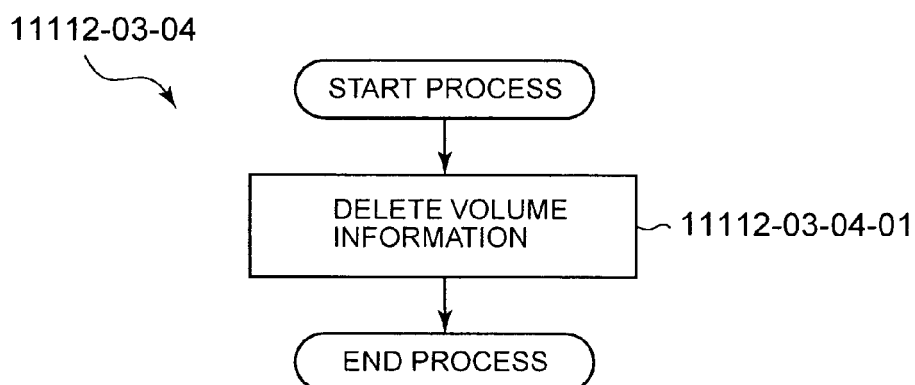 11112-03-04
START PROCESS
DELETE VOLUME
INFORMATION
11112-03-04-01
END PROCESS